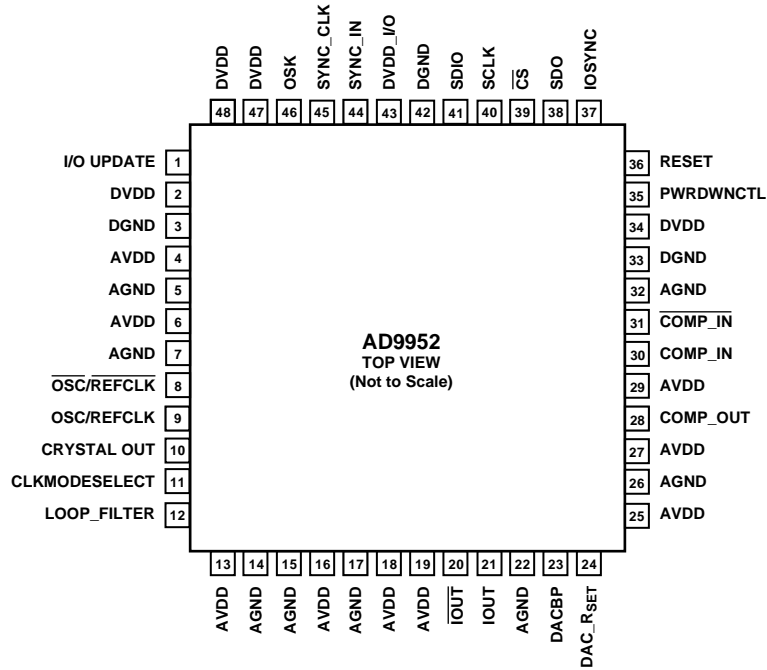 DVDD DVDD OSK SYNC_CLK SYNC_IN DVDD_I/O DGND SDIO SCLK C̅S̅ SDO IOSYNC
48 47 46 45 44 43 42 41 40 39 38 37
I/O UPDATE 1
DVDD 2
DGND 3
AVDD 4
AGND 5
AVDD 6
AGND 7
O̅S̅C̅/R̅E̅F̅C̅L̅K̅ 8
OSC/REFCLK 9
CRYSTAL OUT 10
CLKMODESELECT 11
LOOP_FILTER 12
AD9952
TOP VIEW
(Not to Scale)
36 RESET
35 PWRDWNCTL
34 DVDD
33 DGND
32 AGND
31 C̅O̅M̅P̅_̅I̅N̅
30 COMP_IN
29 AVDD
28 COMP_OUT
27 AVDD
26 AGND
25 AVDD
13 14 15 16 17 18 19 20 21 22 23 24
AVDD AGND AGND AVDD AGND AVDD AVDD I̅O̅U̅T̅ IOUT AGND DACBP DAC_RSET